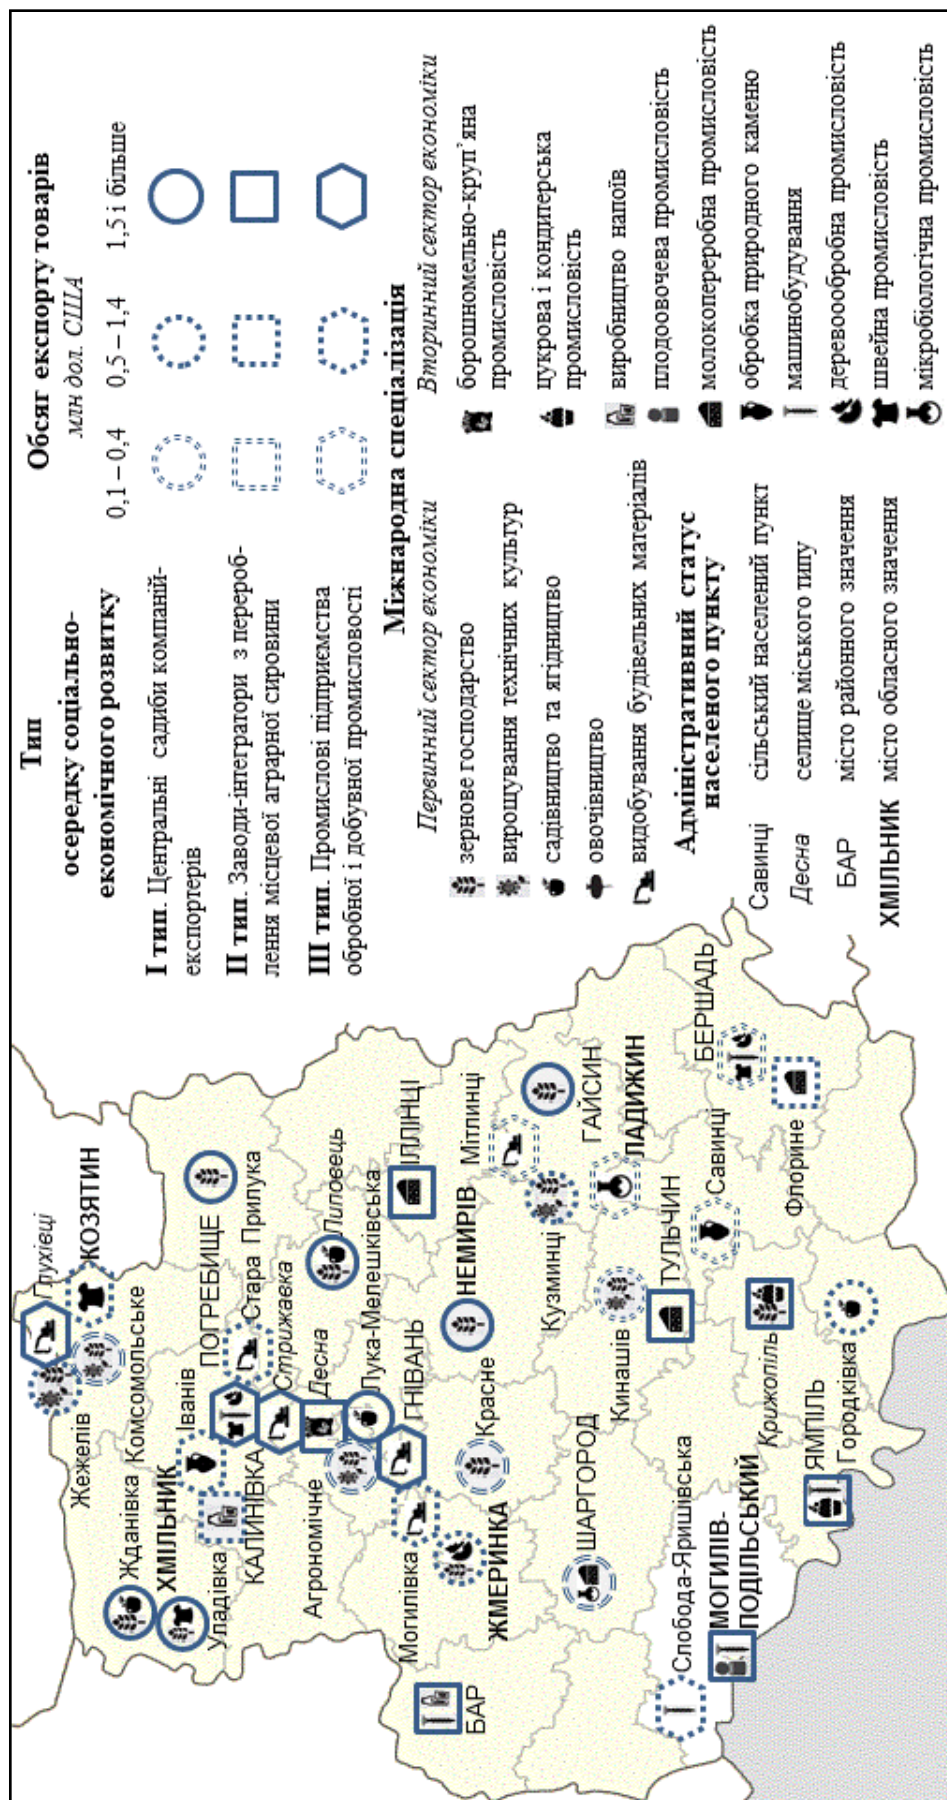 Тип
осередку соціально-
економічного розвитку
Обсяг експорту товарів
млн дол. США
0,1 – 0,4
0,5 – 1,4
1,5 і більше
I тип. Центральні садиби компаній-
експортерів
II тип. Заводи-інтегратори з перероб-
лення місцевої аграрної сировини
III тип. Промислові підприємства
обробної і добувної промисловості
Міжнародна спеціалізація
Первинний сектор економіки
зернове господарство
вирощування технічних культур
садівництво та ягідництво
овочівництво
видобування будівельних матеріалів
Вторинний сектор економіки
борошномельно-круп'яна
промисловість
цукрова і кондитерська
промисловість
виробництво напоїв
плодоовочева промисловість
молокопереробна промисловість
обробка природного каменю
машинобудування
деревоообробна промисловість
швейна промисловість
мікробіологічна промисловість
Адміністративний статус
населеного пункту
Савинці
сільський населений пункт
Десна
селище міського типу
БАР
місто районного значення
ХМІЛЬНИК
місто обласного значення
Глухівці
КОЗЯТИН
Жежелів
Комсомольське
Жданівка
ХМІЛЬНИК
Іванів
ПОГРЕБИЩЕ
Уладівка
КАЛИНІВКА
Стара Прилука
Стрижавка
Десна
Липовець
Агрономічне
Лука-Мелешківська
ІЛЛІНЦІ
Могилівка
ГНІВАНЬ
БАР
ЖМЕРИНКА
Красне
НЕМИРІВ
Мітлинці
Кузминці
ГАЙСИН
ШАРГОРОД
Кинашів
ЛАДИЖИН
ТУЛЬЧИН
Слобода-Яришівська
Савинці
БЕРШАДЬ
МОГИЛІВ-
ПОДІЛЬСЬКИЙ
Крижопіль
Флорине
ЯМПІЛЬ
Городківка